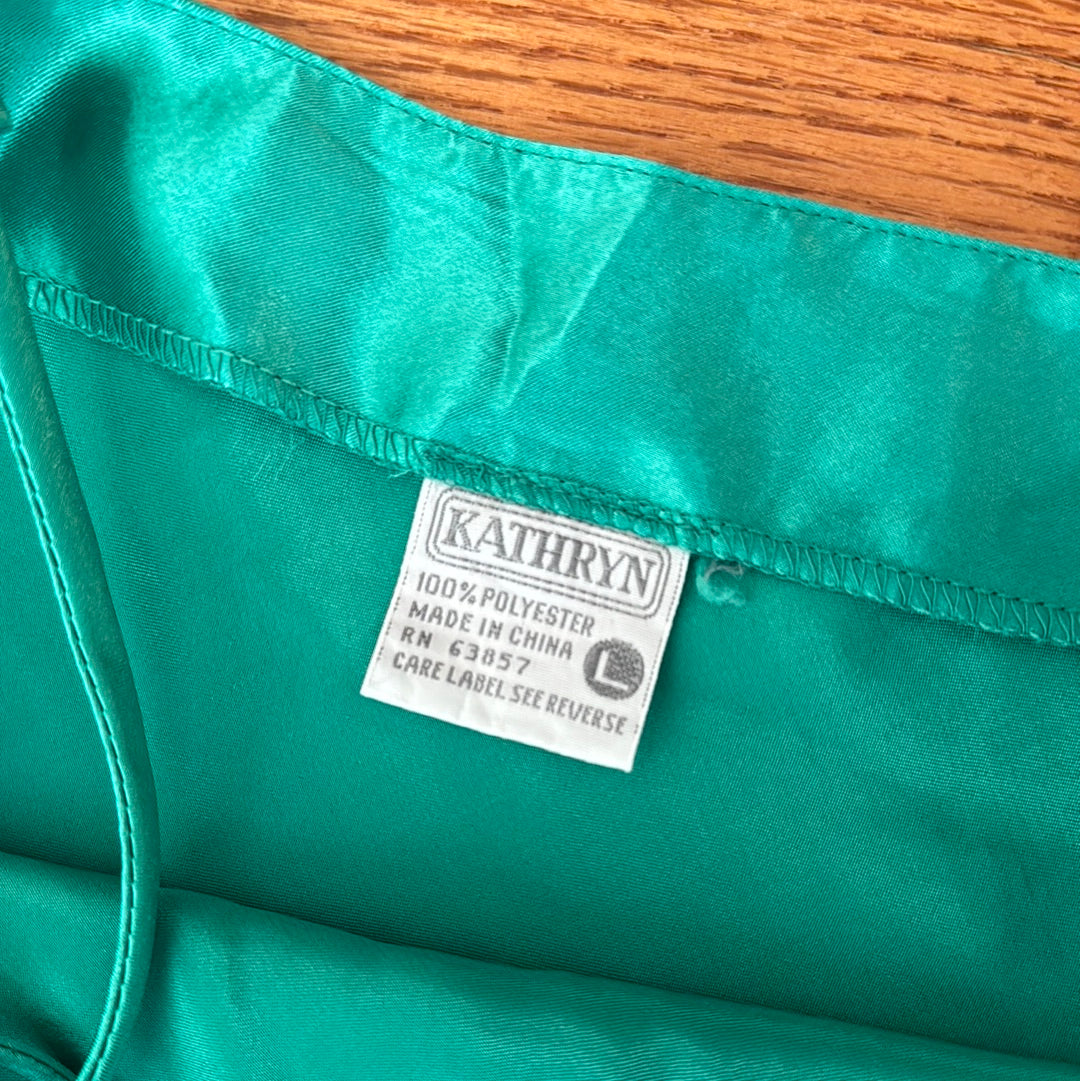 KATHRYN
100% POLYESTER
MADE IN CHINA
RN 63857
L
CARE LABEL SEE REVERSE